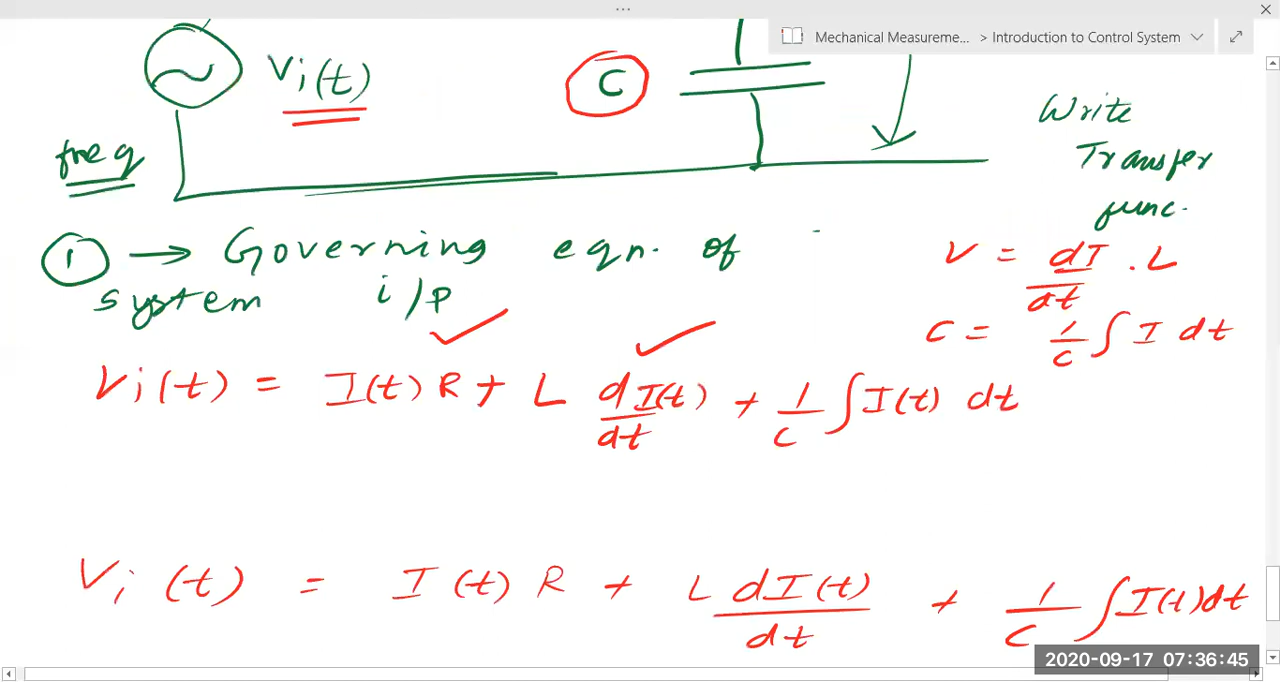 Mechanical Measureme... > Introduction to Control System
Vi(t)
C
freq
Write
Transfer
func.
① → Governing eqn. of
system i/p
V = dI/dt . L
C = 1/C ∫ I dt
Vi(t) = I(t) R + L dI(t)/dt + 1/C ∫ I(t) dt
Vi (t) = I (t) R + L dI(t)/dt + 1/C ∫ I(t) dt
2020-09-17 07:36:45